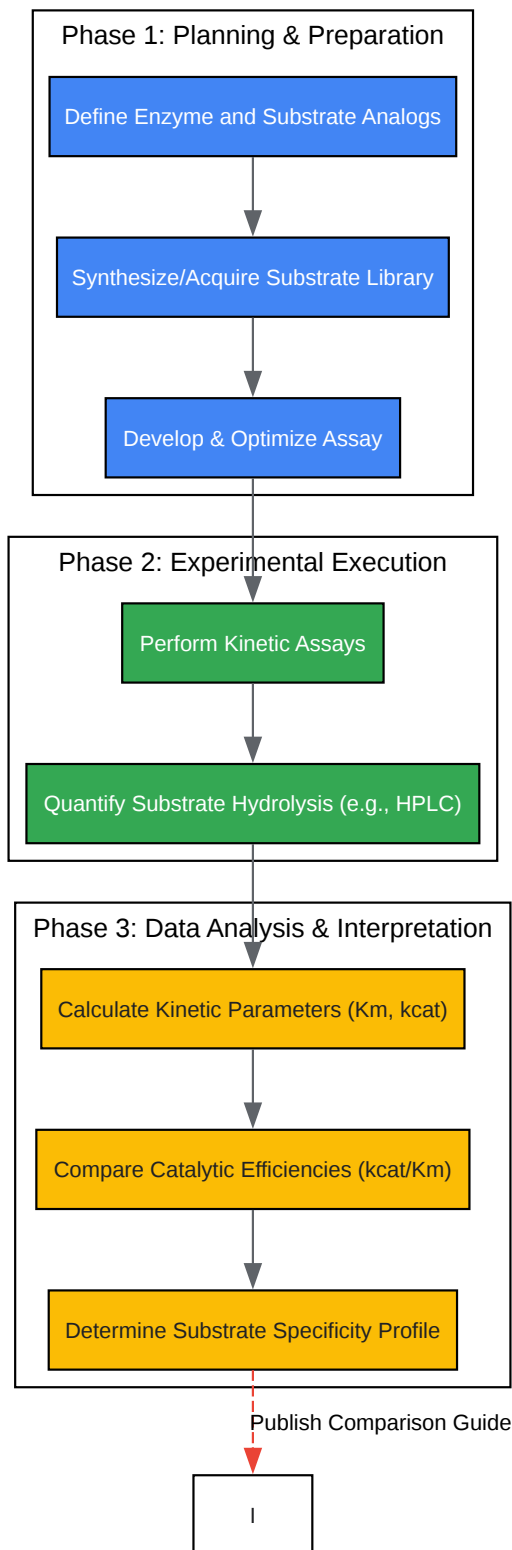 Phase 1: Planning & Preparation
Define Enzyme and Substrate Analogs
Synthesize/Acquire Substrate Library
Develop & Optimize Assay
Phase 2: Experimental Execution
Perform Kinetic Assays
Quantify Substrate Hydrolysis (e.g., HPLC)
Phase 3: Data Analysis & Interpretation
Calculate Kinetic Parameters (Km, kcat)
Compare Catalytic Efficiencies (kcat/Km)
Determine Substrate Specificity Profile
Publish Comparison Guide
I